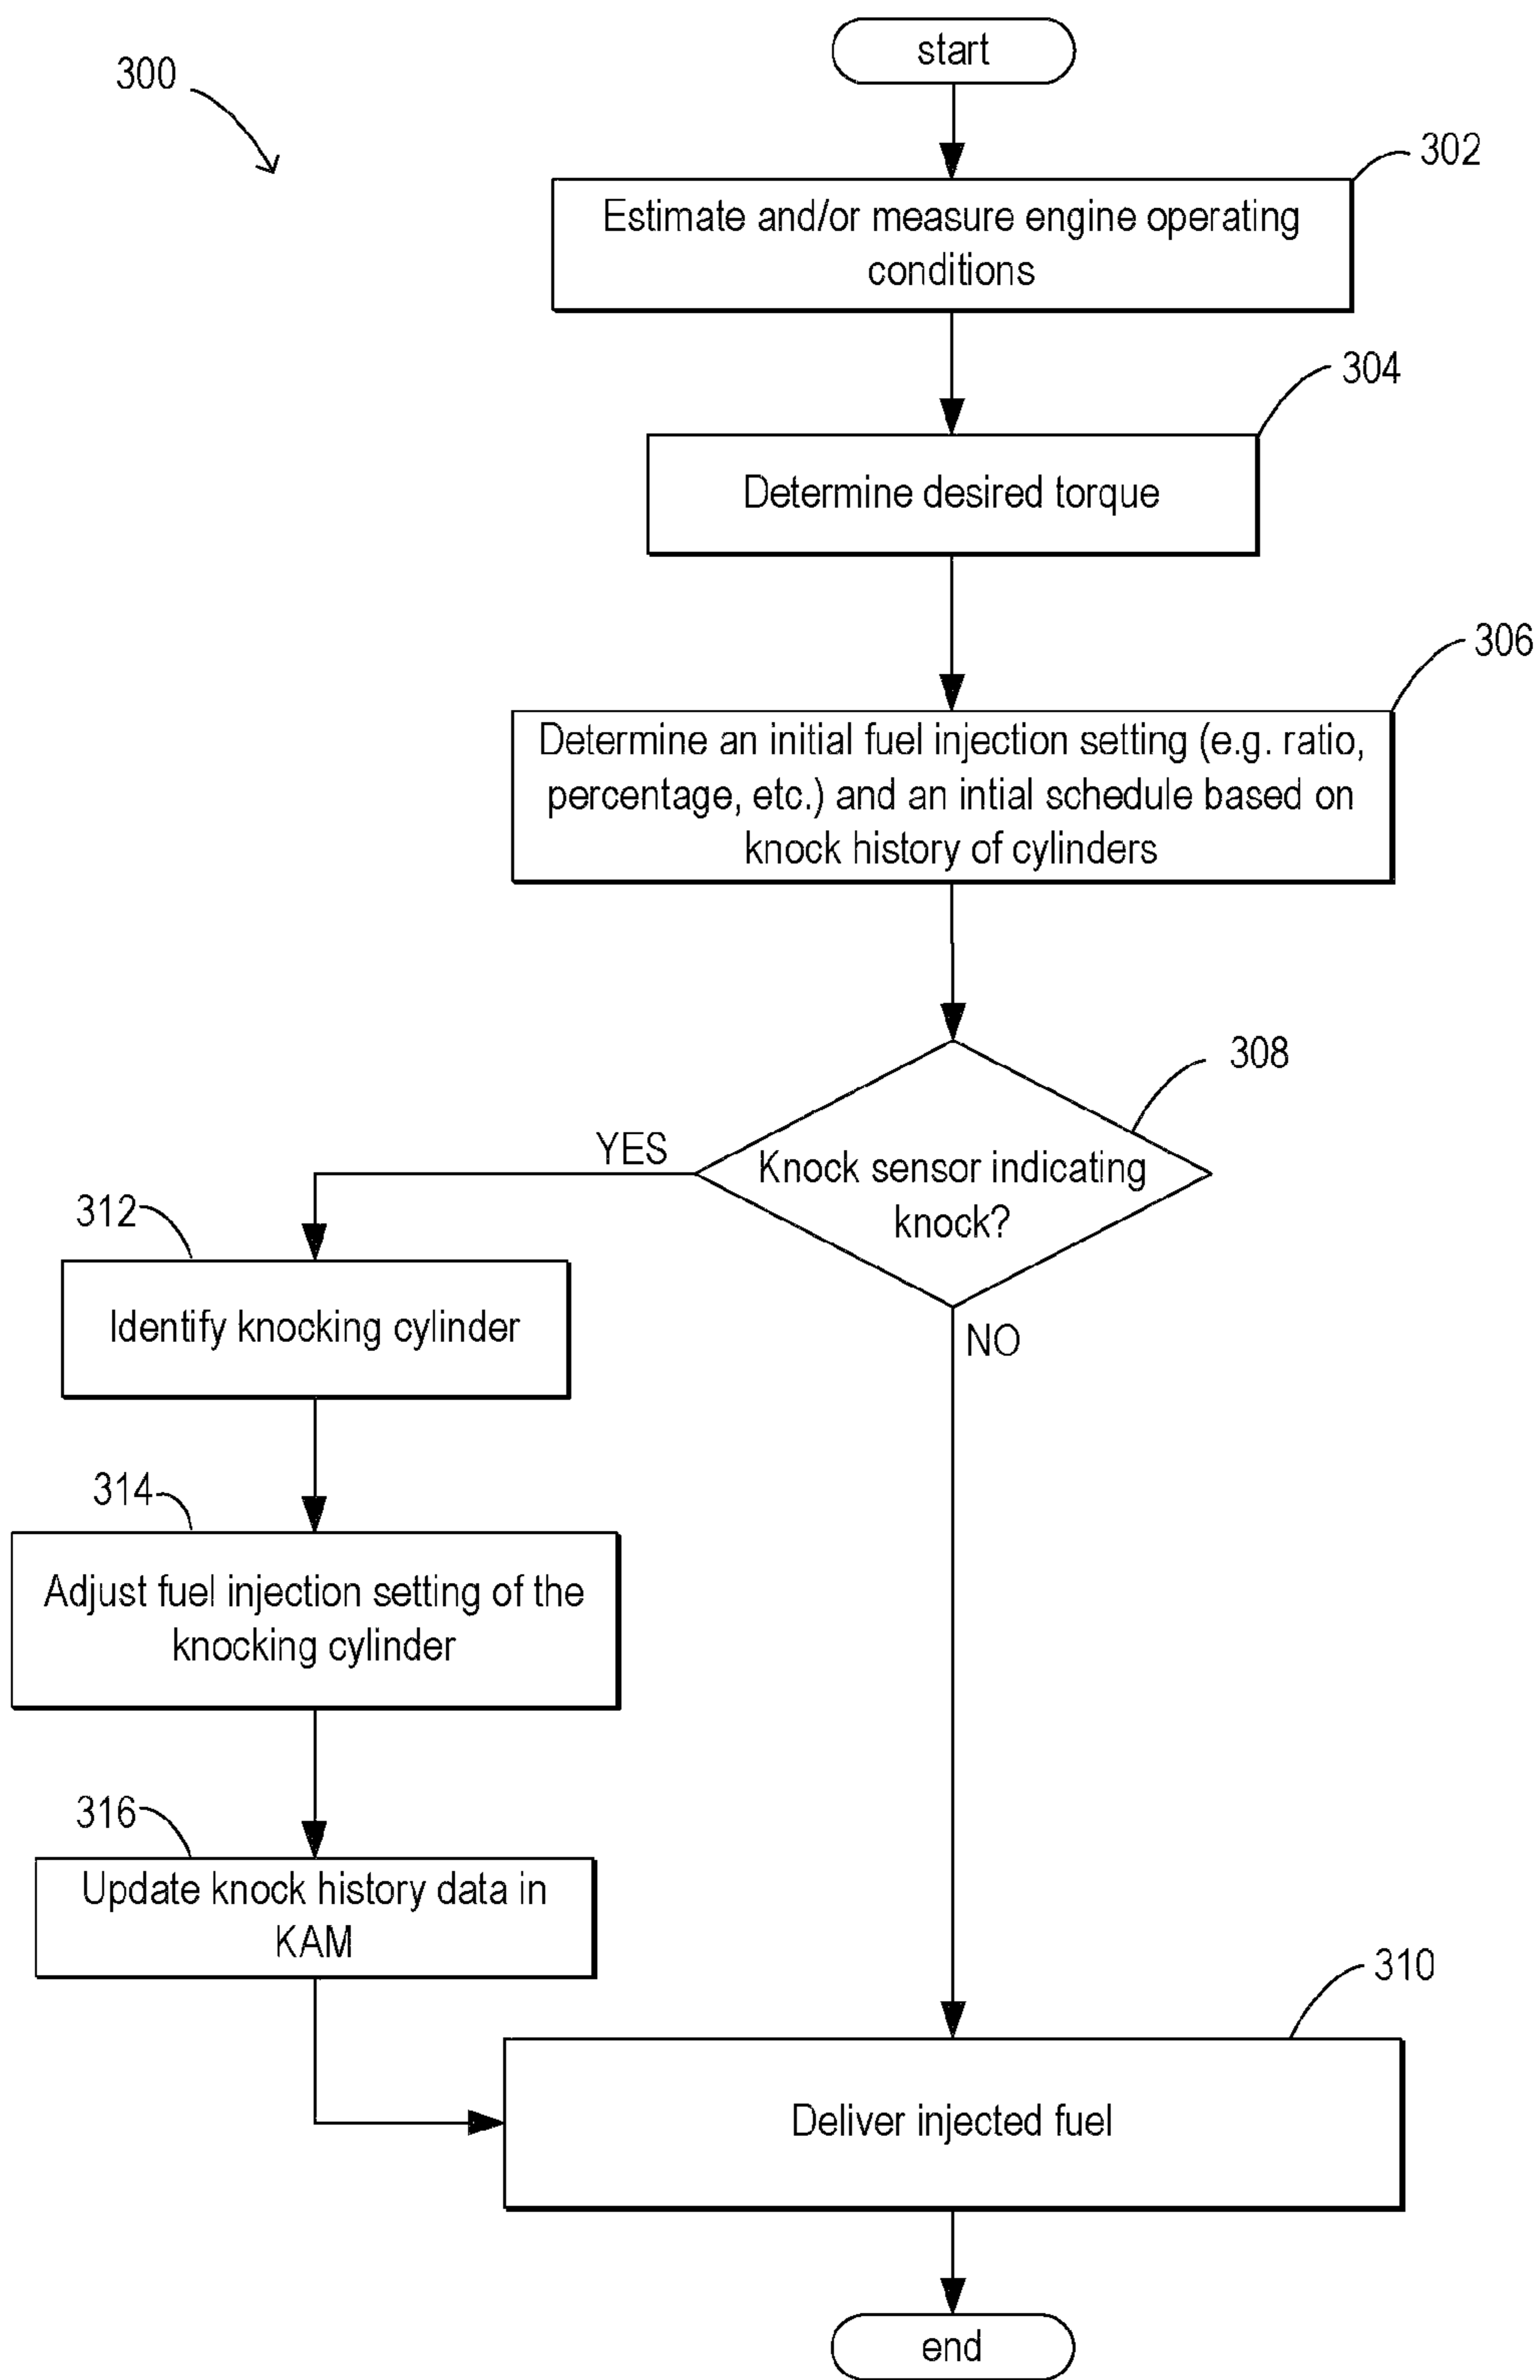 start
300
302
Estimate and/or measure engine operating
conditions
304
Determine desired torque
306
Determine an initial fuel injection setting (e.g. ratio,
percentage, etc.) and an intial schedule based on
knock history of cylinders
308
Knock sensor indicating
knock?
YES
NO
312
Identify knocking cylinder
314
Adjust fuel injection setting of the
knocking cylinder
316
Update knock history data in
KAM
310
Deliver injected fuel
end